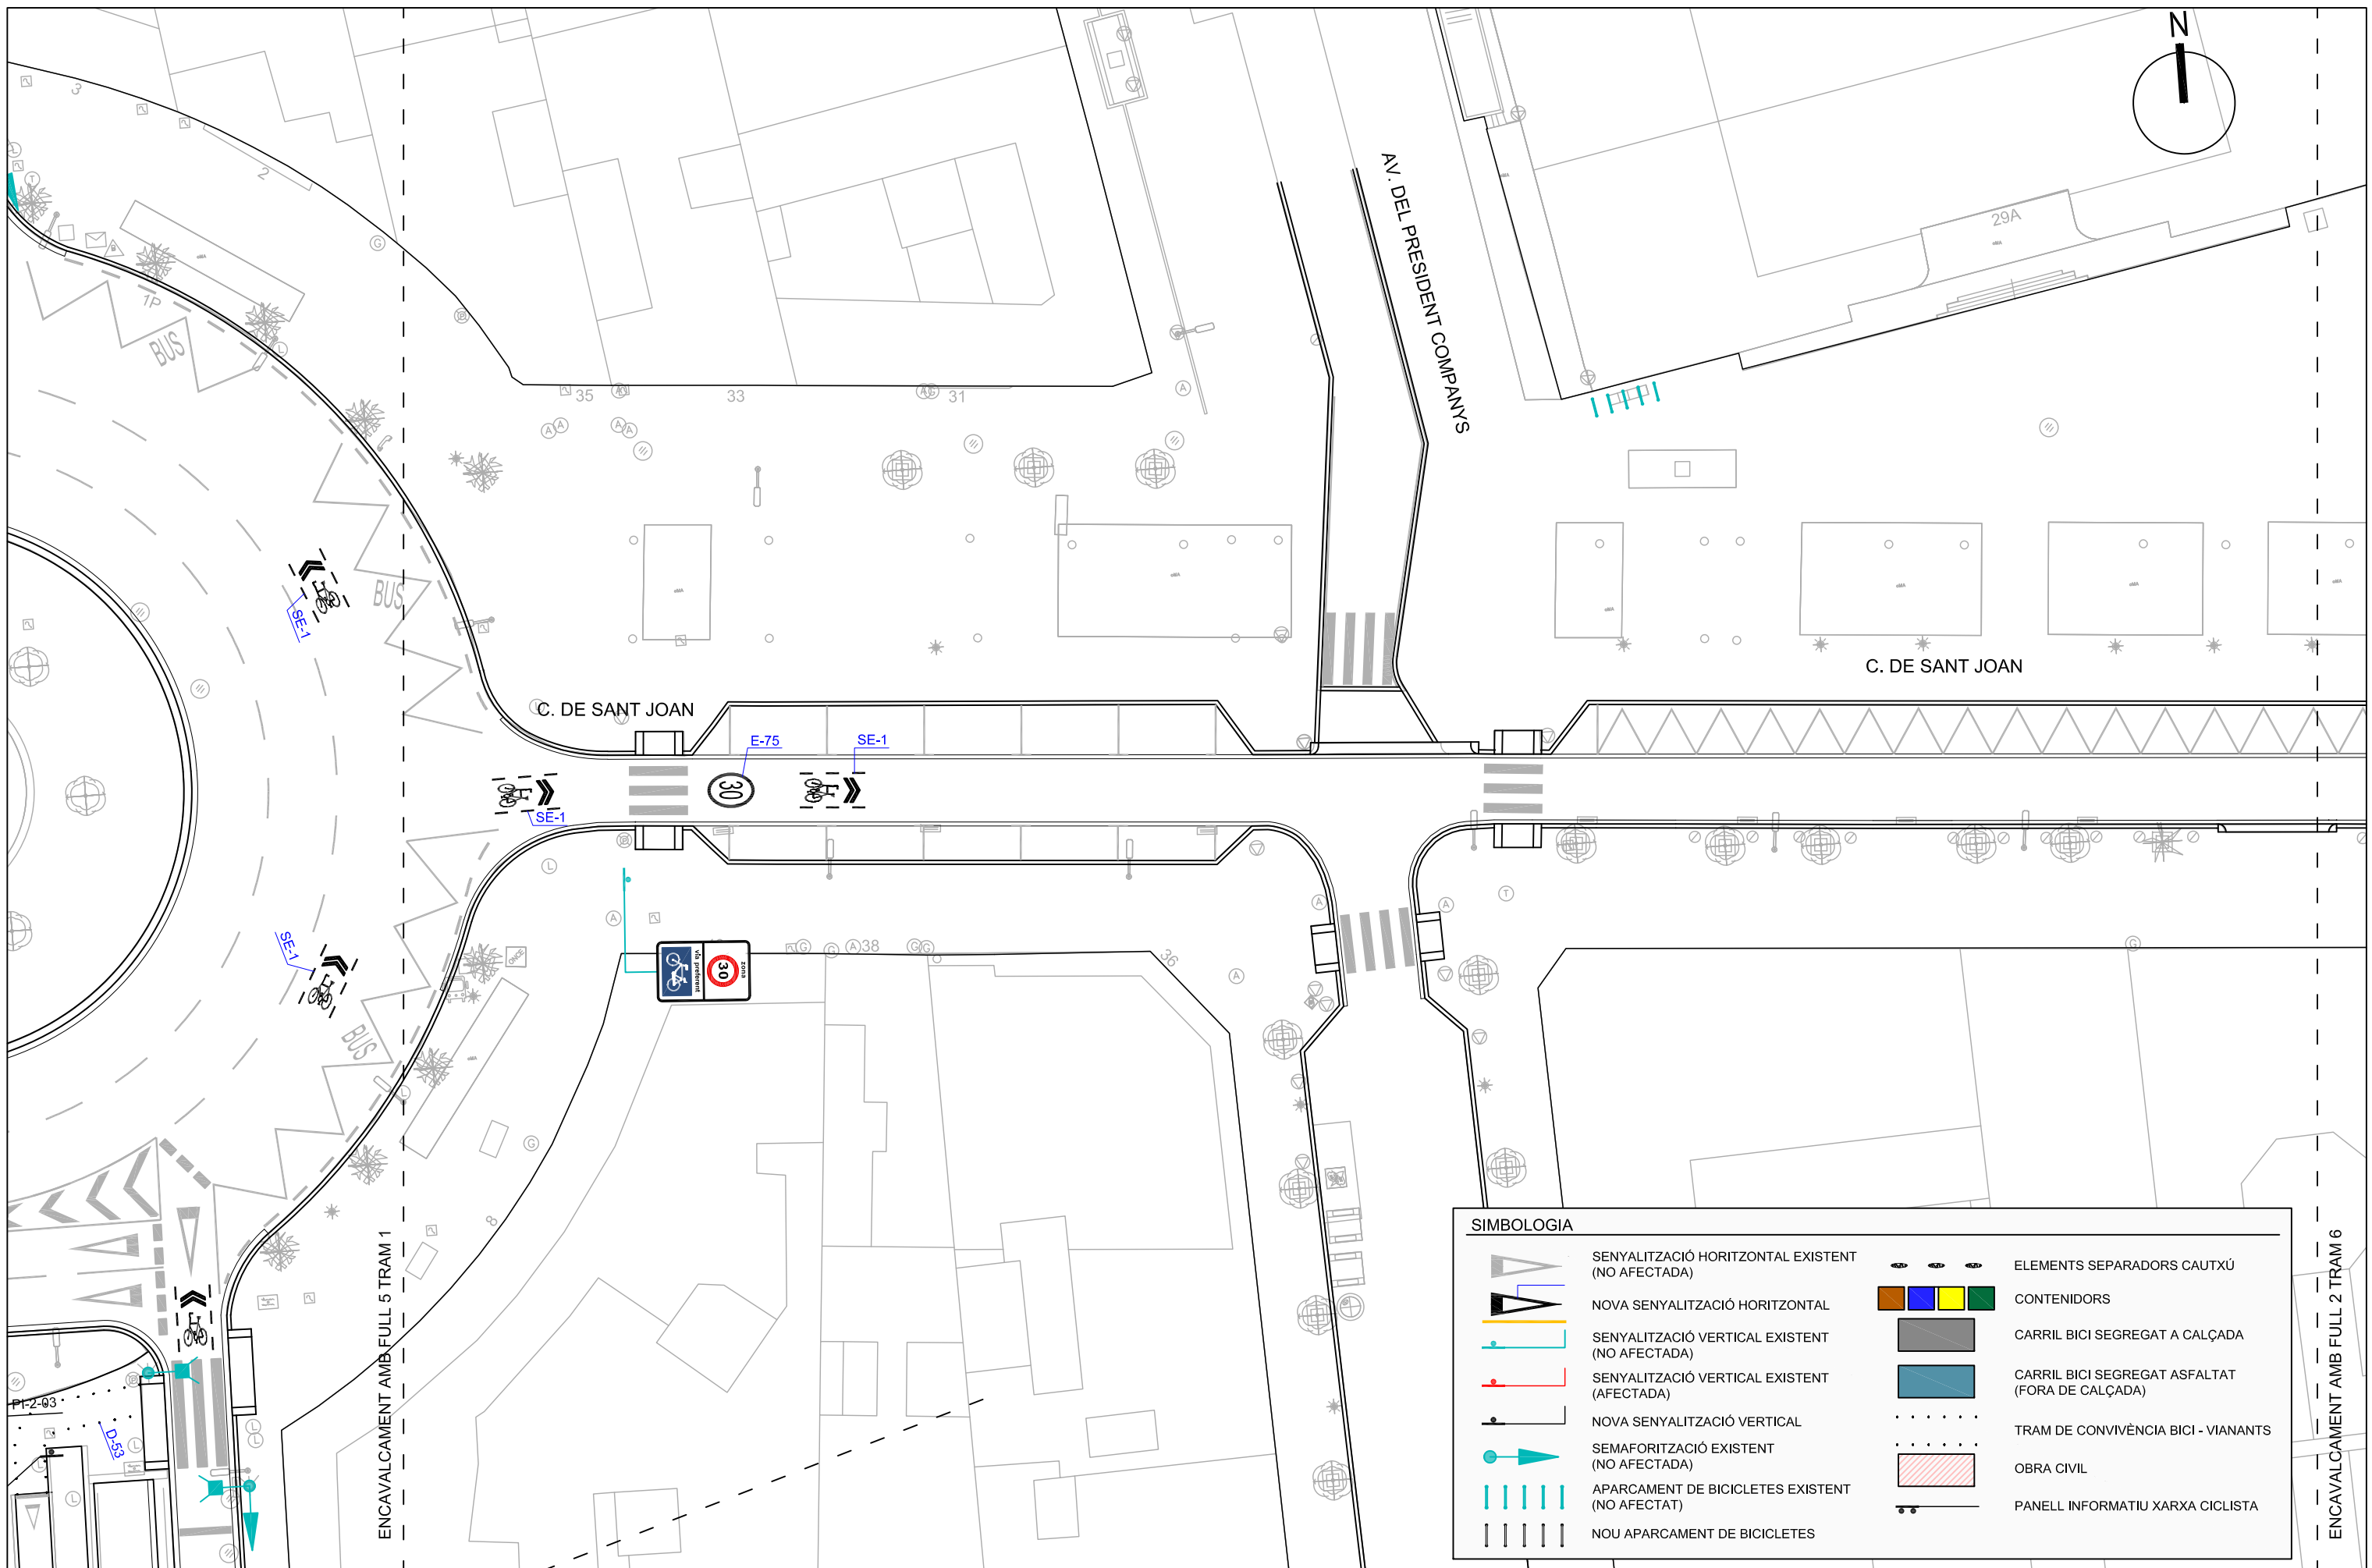 N
3
2
1P
BUS
29A
AV. DEL PRESIDENT COMPANYS
35
33
31
BUS
SE-1
C. DE SANT JOAN
C. DE SANT JOAN
E-75
SE-1
30
SE-1
SE-1
38
36
ONCE
zona
30
via preferent
BUS
8
ENCAVALCAMENT AMB FULL 5 TRAM 1
PI-2-03
D-53
SIMBOLOGIA
SENYALITZACIÓ HORITZONTAL EXISTENT
(NO AFECTADA)
NOVA SENYALITZACIÓ HORITZONTAL
SENYALITZACIÓ VERTICAL EXISTENT
(NO AFECTADA)
SENYALITZACIÓ VERTICAL EXISTENT
(AFECTADA)
NOVA SENYALITZACIÓ VERTICAL
SEMAFORITZACIÓ EXISTENT
(NO AFECTADA)
APARCAMENT DE BICICLETES EXISTENT
(NO AFECTAT)
NOU APARCAMENT DE BICICLETES
ELEMENTS SEPARADORS CAUTXÚ
CONTENIDORS
CARRIL BICI SEGREGAT A CALÇADA
CARRIL BICI SEGREGAT ASFALTAT
(FORA DE CALÇADA)
TRAM DE CONVIVÈNCIA BICI - VIANANTS
OBRA CIVIL
PANELL INFORMATIU XARXA CICLISTA
ENCAVALCAMENT AMB FULL 2 TRAM 6